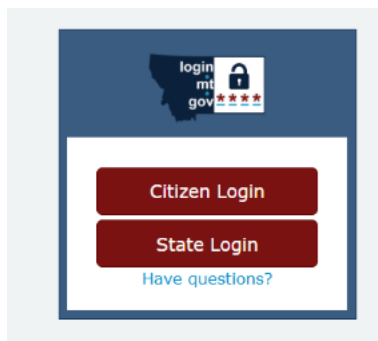 login
mt
gov ****
Citizen Login
State Login
Have questions?